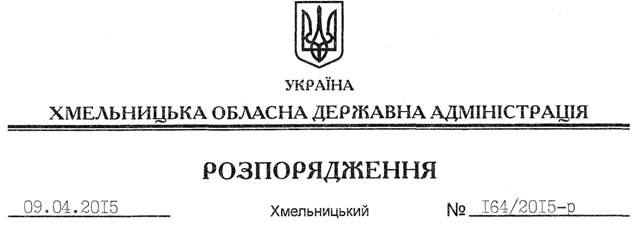 УКРАЇНА
ХМЕЛЬНИЦЬКА ОБЛАСНА ДЕРЖАВНА АДМІНІСТРАЦІЯ
РОЗПОРЯДЖЕННЯ
09.04.2015 Хмельницький № 164/2015-р